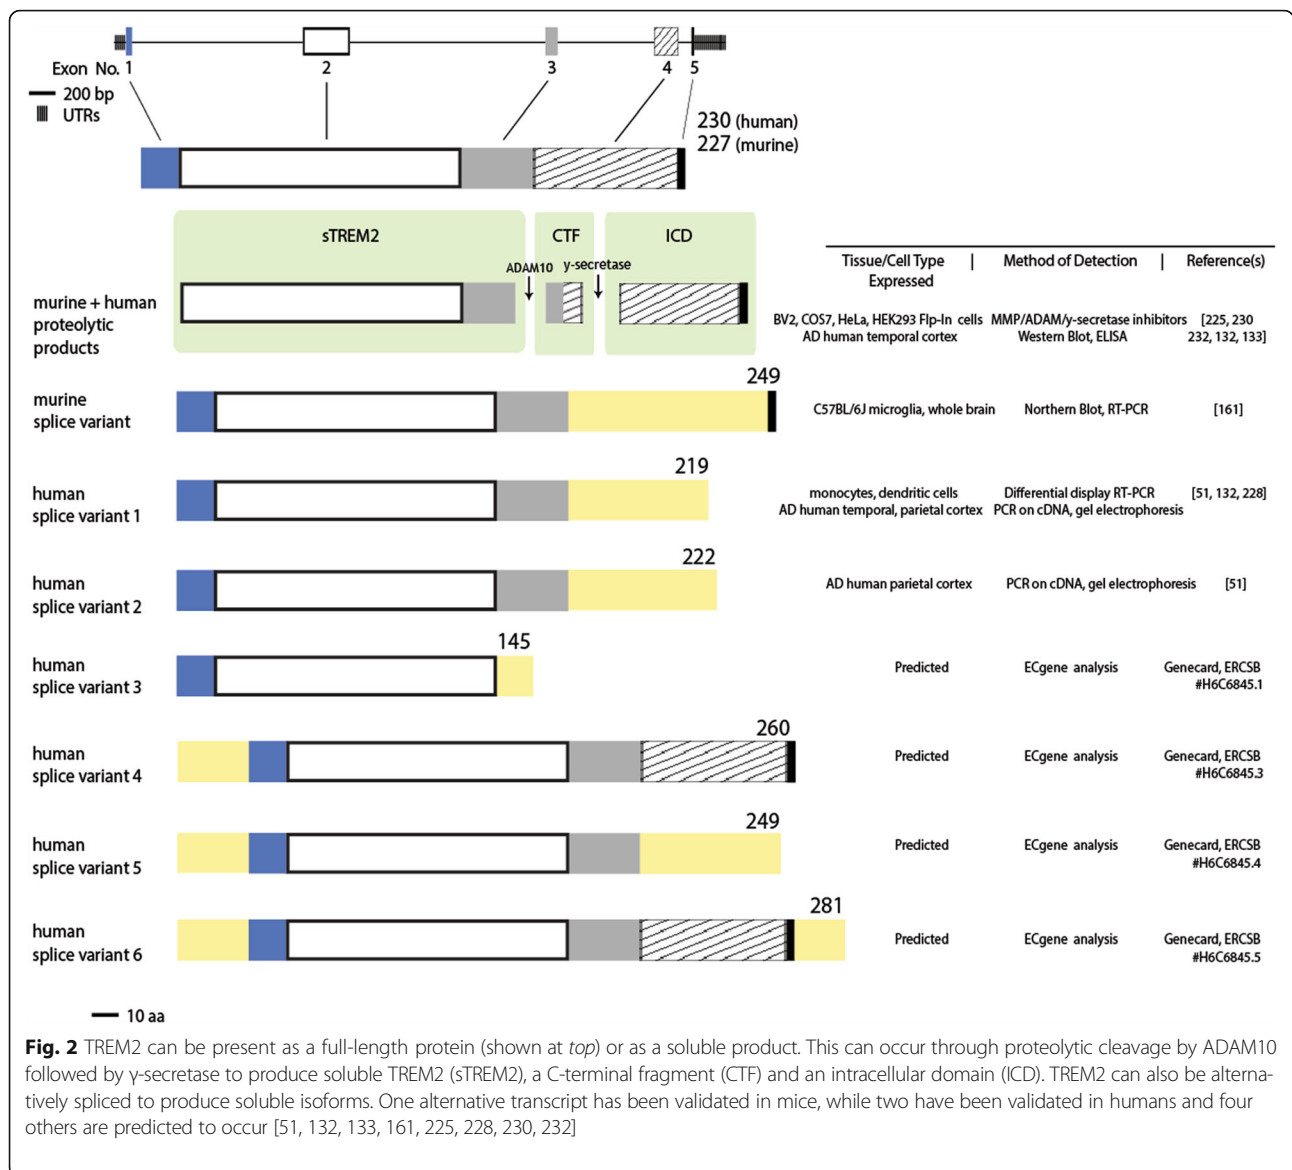 Exon No. 1 2 3 4 5
200 bp
UTRs
230 (human)
227 (murine)
sTREM2 CTF ICD
ADAM10 γ-secretase
Tissue/Cell Type | Method of Detection | Reference(s)
Expressed
murine + human
proteolytic
products
BV2, COS7, HeLa, HEK293 Flp-In cells MMP/ADAM/γ-secretase inhibitors [225, 230
AD human temporal cortex Western Blot, ELISA 232, 132, 133]
249
murine
splice variant
C57BL/6J microglia, whole brain Northern Blot, RT-PCR [161]
219
human
splice variant 1
monocytes, dendritic cells Differential display RT-PCR [51, 132, 228]
AD human temporal, parietal cortex PCR on cDNA, gel electophoresis
222
human
splice variant 2
AD human parietal cortex PCR on cDNA, gel electophoresis [51]
145
human
splice variant 3
Predicted ECgene analysis Genecard, ERCSB
#H6C6845.1
260
human
splice variant 4
Predicted ECgene analysis Genecard, ERCSB
#H6C6845.3
249
human
splice variant 5
Predicted ECgene analysis Genecard, ERCSB
#H6C6845.4
281
human
splice variant 6
Predicted ECgene analysis Genecard, ERCSB
#H6C6845.5
10 aa
Fig. 2 TREM2 can be present as a full-length protein (shown at top) or as a soluble product. This can occur through proteolytic cleavage by ADAM10
followed by γ-secretase to produce soluble TREM2 (sTREM2), a C-terminal fragment (CTF) and an intracellular domain (ICD). TREM2 can also be alterna-
tively spliced to produce soluble isoforms. One alternative transcript has been validated in mice, while two have been validated in humans and four
others are predicted to occur [51, 132, 133, 161, 225, 228, 230, 232]